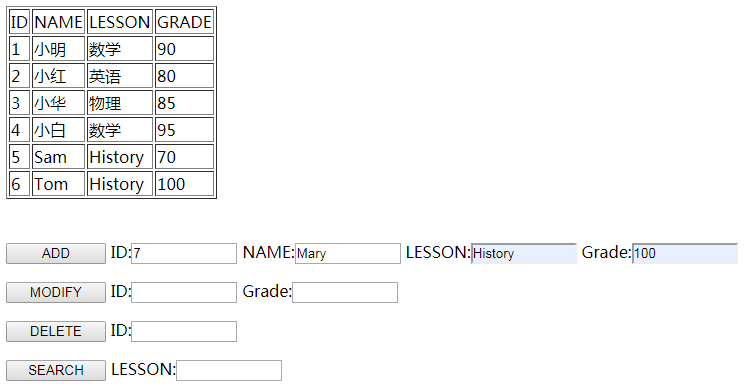 ID NAME LESSON GRADE
1 小明 数学 90
2 小红 英语 80
3 小华 物理 85
4 小白 数学 95
5 Sam History 70
6 Tom History 100
ADD ID:7 NAME:Mary LESSON:History Grade:100
MODIFY ID: Grade:
DELETE ID:
SEARCH LESSON: